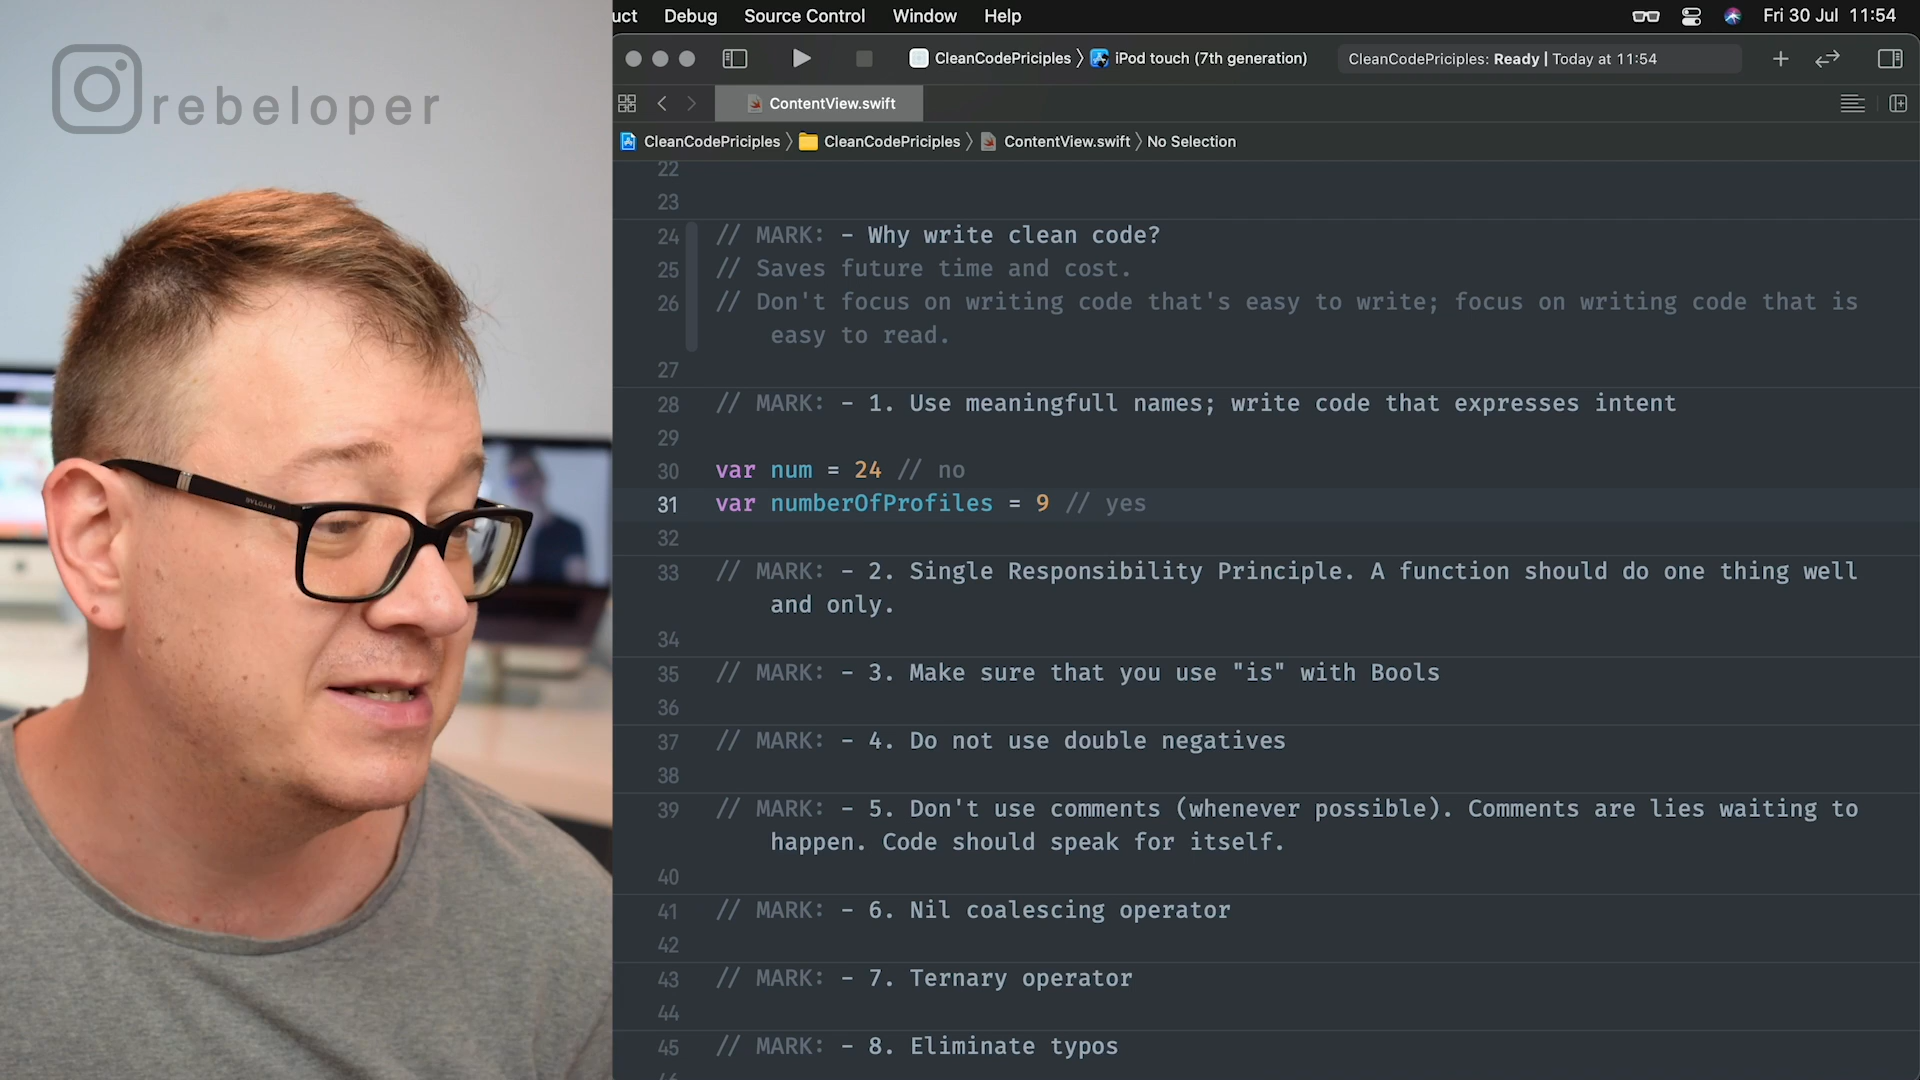 uct Debug Source Control Window Help Fri 30 Jul 11:54
rebeloper
CleanCodePriciples 〉 iPod touch (7th generation) CleanCodePriciples: Ready | Today at 11:54
ContentView.swift
CleanCodePriciples 〉 CleanCodePriciples 〉 ContentView.swift 〉 No Selection
22
23
24 // MARK: - Why write clean code?
25 // Saves future time and cost.
26 // Don't focus on writing code that's easy to write; focus on writing code that is
easy to read.
27
28 // MARK: - 1. Use meaningfull names; write code that expresses intent
29
30 var num = 24 // no
31 var numberOfProfiles = 9 // yes
32
33 // MARK: - 2. Single Responsibility Principle. A function should do one thing well
and only.
34
35 // MARK: - 3. Make sure that you use "is" with Bools
36
37 // MARK: - 4. Do not use double negatives
38
39 // MARK: - 5. Don't use comments (whenever possible). Comments are lies waiting to
happen. Code should speak for itself.
40
41 // MARK: - 6. Nil coalescing operator
42
43 // MARK: - 7. Ternary operator
44
45 // MARK: - 8. Eliminate typos
BVLGARI